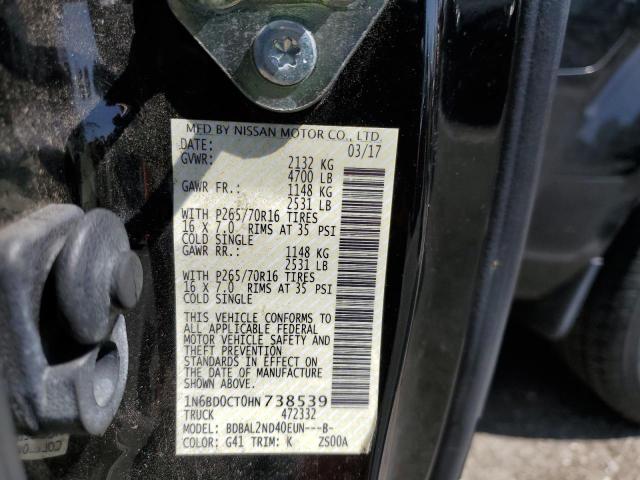 MFD BY NISSAN MOTOR CO., LTD.
DATE: 03/17
GVWR: 2132 KG
4700 LB
GAWR FR.: 1148 KG
2531 LB
WITH P265/70R16 TIRES
16 X 7.0 RIMS AT 35 PSI
COLD SINGLE
GAWR RR.: 1148 KG
2531 LB
WITH P265/70R16 TIRES
16 X 7.0 RIMS AT 35 PSI
COLD SINGLE
THIS VEHICLE CONFORMS TO
ALL APPLICABLE FEDERAL
MOTOR VEHICLE SAFETY AND
THEFT PREVENTION
STANDARDS IN EFFECT ON
THE DATE OF MANUFACTURE
SHOWN ABOVE.
1N6BD0CT0HN738539
TRUCK 472332
MODEL: BDBAL2ND40EUN---B-
COLOR: G41 TRIM: K ZS00A